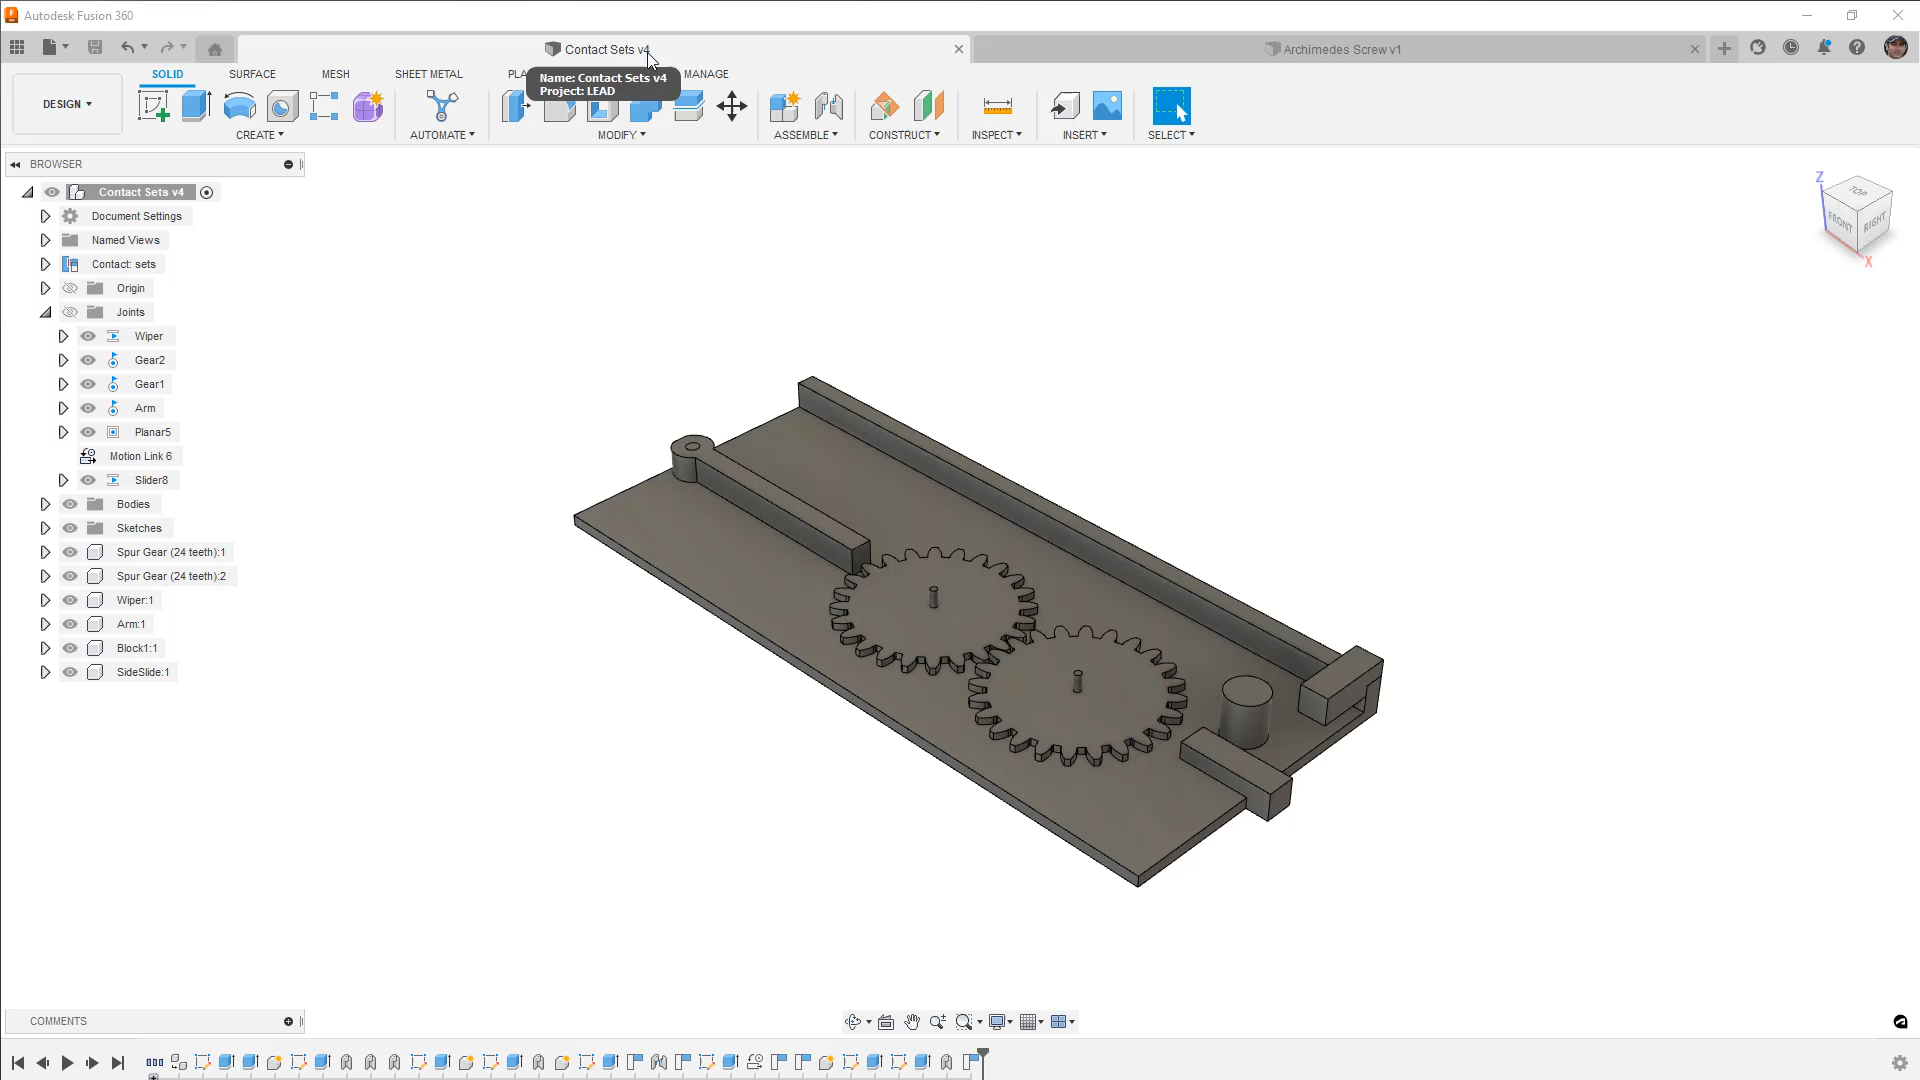 Autodesk Fusion 360
Contact Sets v4
Archimedes Screw v1
SOLID
SURFACE
MESH
SHEET METAL
PLA
MANAGE
Name: Contact Sets v4
Project: LEAD
DESIGN
CREATE
AUTOMATE
MODIFY
ASSEMBLE
CONSTRUCT
INSPECT
INSERT
SELECT
BROWSER
Contact Sets v4
Document Settings
Named Views
Contact: sets
Origin
Joints
Wiper
Gear2
Gear1
Arm
Planar5
Motion Link 6
Slider8
Bodies
Sketches
Spur Gear (24 teeth):1
Spur Gear (24 teeth):2
Wiper:1
Arm:1
Block1:1
SideSlide:1
Z
TOP
FRONT
RIGHT
X
COMMENTS